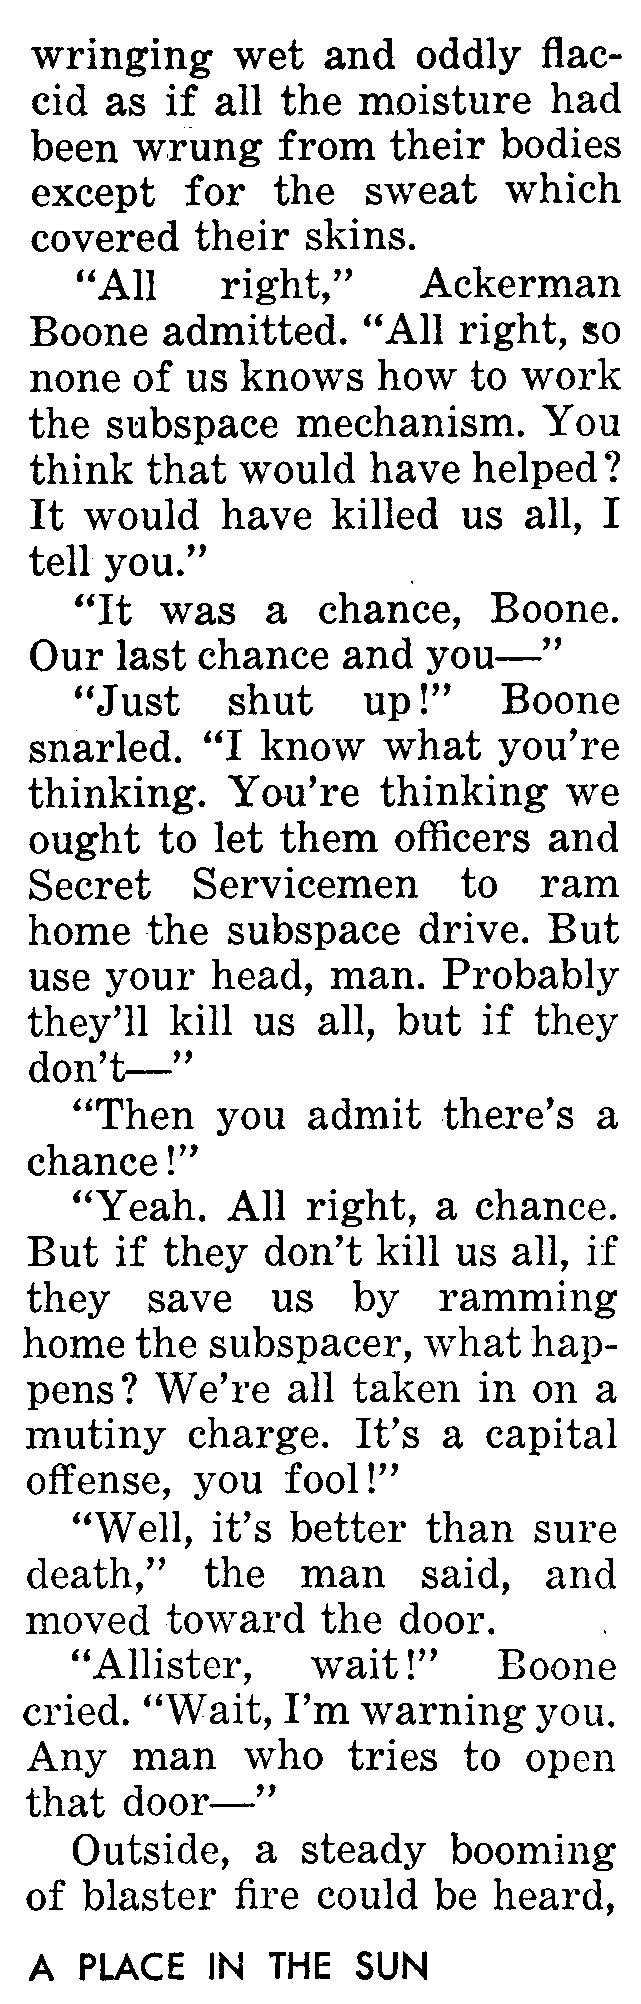 wringing wet and oddly flac-
cid as if all the moisture had
been wrung from their bodies
except for the sweat which
covered their skins.
“All right,” Ackerman
Boone admitted. “All right, so
none of us knows how to work
the subspace mechanism. You
think that would have helped?
It would have killed us all, I
tell you.”
“It was a chance, Boone.
Our last chance and you—”
“Just shut up!” Boone
snarled. “I know what you’re
thinking. You’re thinking we
ought to let them officers and
Secret Servicemen to ram
home the subspace drive. But
use your head, man. Probably
they’ll kill us all, but if they
don’t—”
“Then you admit there’s a
chance!”
“Yeah. All right, a chance.
But if they don’t kill us all, if
they save us by ramming
home the subspacer, what hap-
pens? We’re all taken in on a
mutiny charge. It’s a capital
offense, you fool!”
“Well, it’s better than sure
death,” the man said, and
moved toward the door.
“Allister, wait!” Boone
cried. “Wait, I’m warning you.
Any man who tries to open
that door—”
Outside, a steady booming
of blaster fire could be heard,
A PLACE IN THE SUN